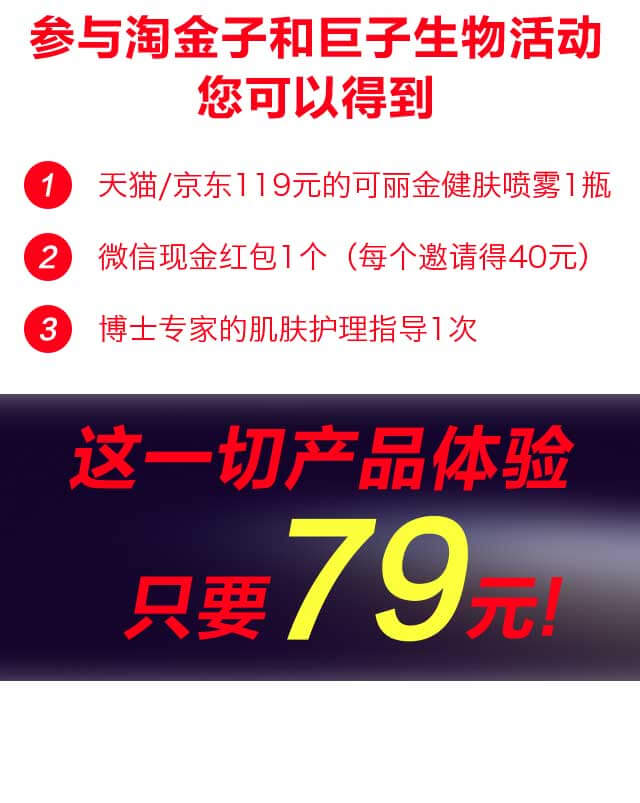 参与淘金子和巨子生物活动
您可以得到
1 天猫/京东119元的可丽金健肤喷雾1瓶
2 微信现金红包1个（每个邀请得40元）
3 博士专家的肌肤护理指导1次
这一切产品体验
只要79元!